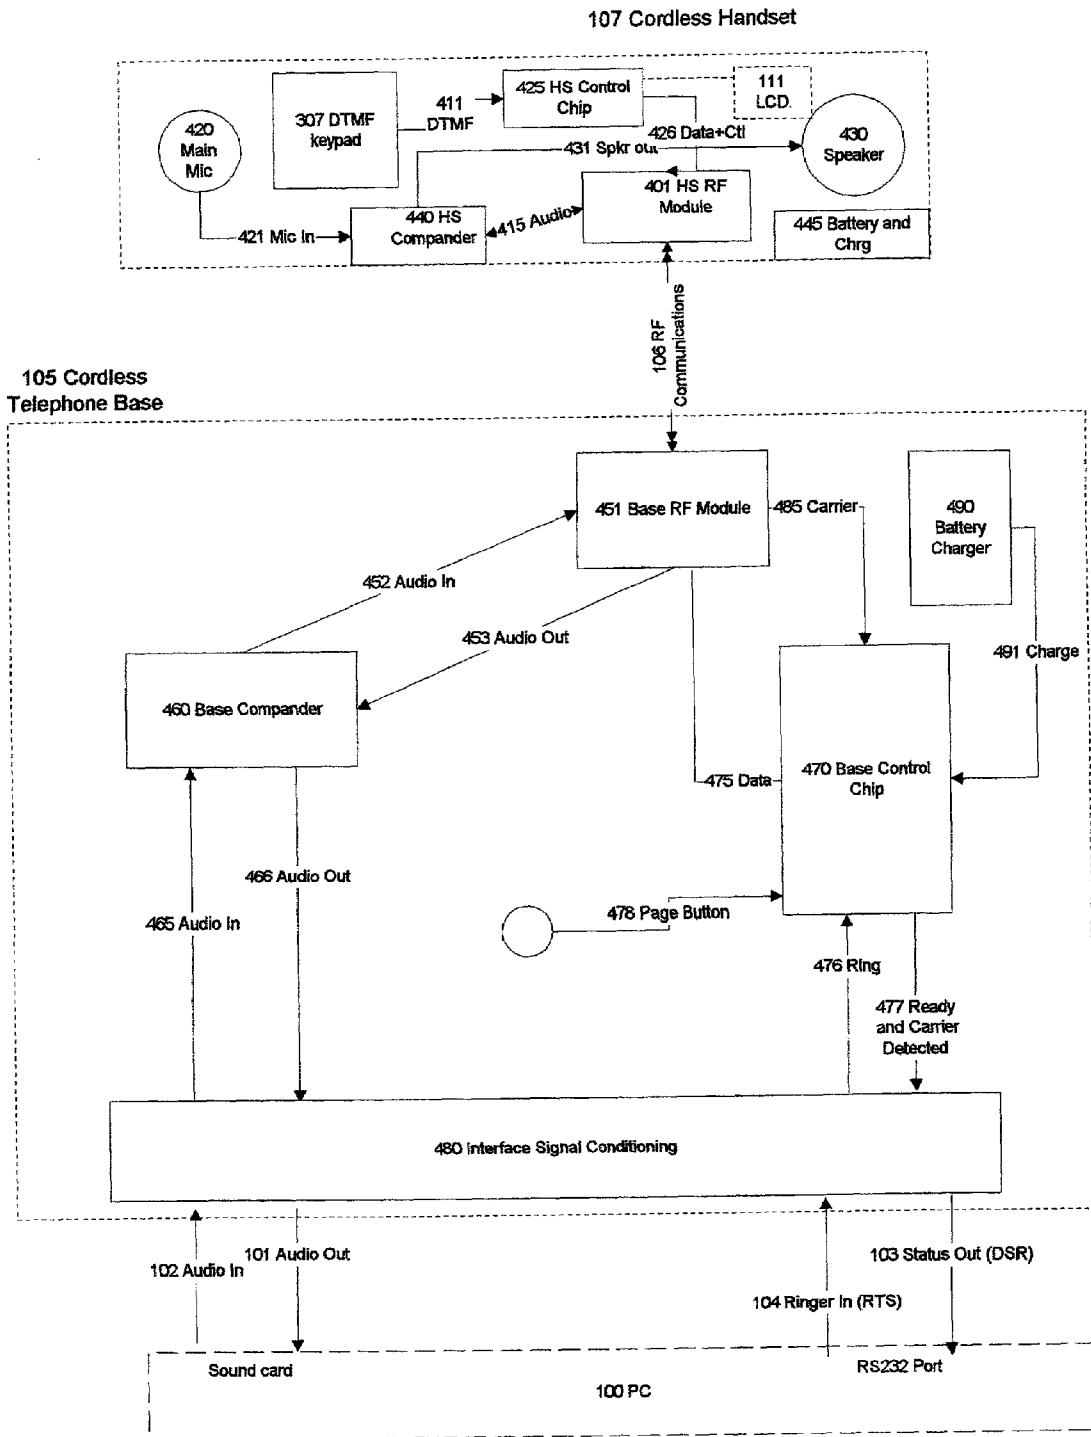 107 Cordless Handset
420
Main
Mic
307 DTMF
keypad
411
DTMF
425 HS Control
Chip
111
LCD.
426 Data+Ctl
431 Spkr out
430
Speaker
401 HS RF
Module
440 HS
Compander
415 Audio
421 Mic In
445 Battery and
Chrg
106 RF
Communications
105 Cordless
Telephone Base
451 Base RF Module
485 Carrier
490
Battery
Charger
452 Audio In
453 Audio Out
491 Charge
460 Base Compander
475 Data
470 Base Control
Chip
466 Audio Out
465 Audio In
478 Page Button
476 Ring
477 Ready
and Carrier
Detected
480 Interface Signal Conditioning
101 Audio Out
102 Audio In
103 Status Out (DSR)
104 Ringer In (RTS)
Sound card
RS232 Port
100 PC